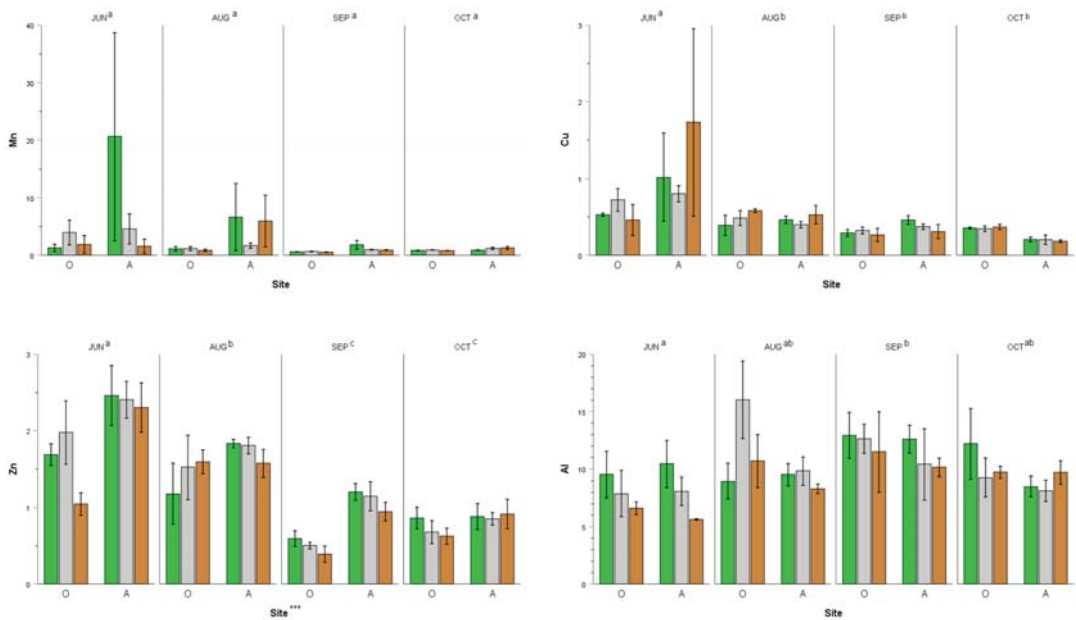 JUN a AUG a SEP a OCT a
40
30
20
10
0
Mn
O A O A O A O A
Site
JUN a AUG b SEP b OCT b
3
2
1
0
Cu
O A O A O A O A
Site
JUN a AUG b SEP c OCT c
3
2
1
0
Zn
O A O A O A O A
Site ***
JUN a AUG ab SEP b OCT ab
20
15
10
5
0
Al
O A O A O A O A
Site